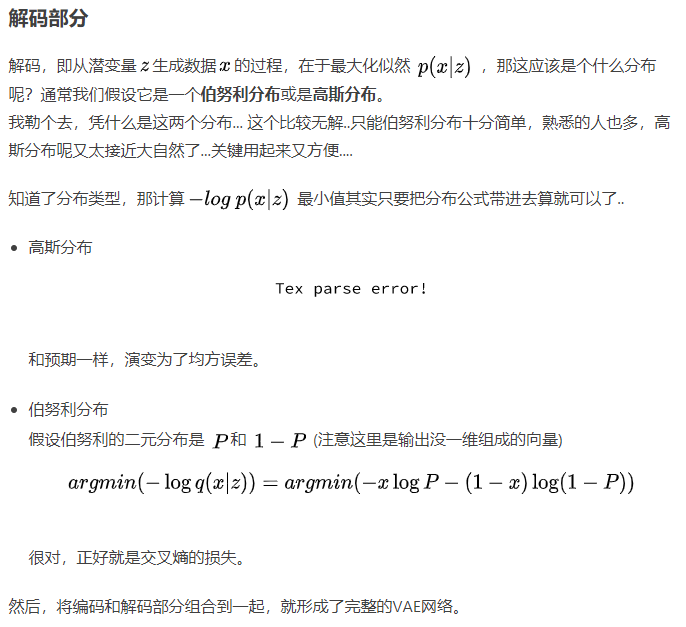 解码部分
解码，即从潜变量 z 生成数据 x 的过程，在于最大化似然 p(x|z) ，那这应该是个什么分布
呢？通常我们假设它是一个伯努利分布或是高斯分布。
我勒个去，凭什么是这两个分布... 这个比较无解..只能伯努利分布十分简单，熟悉的人也多，高
斯分布呢又太接近大自然了...关键用起来又方便....
知道了分布类型，那计算 −log p(x|z) 最小值其实只要把分布公式带进去算就可以了..
• 高斯分布
Tex parse error!
和预期一样，演变为了均方误差。
• 伯努利分布
假设伯努利的二元分布是 P 和 1 − P (注意这里是输出没一维组成的向量)
argmin(− log q(x|z)) = argmin(−x log P − (1 − x) log(1 − P))
很对，正好就是交叉熵的损失。
然后，将编码和解码部分组合到一起，就形成了完整的VAE网络。